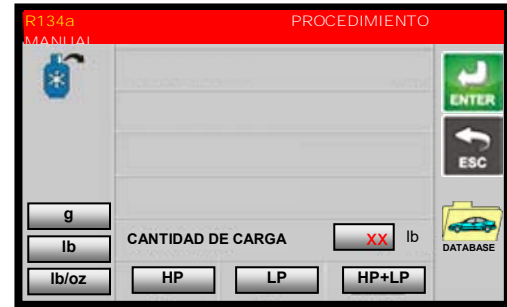 R134a PROCEDIMIENTO
MANUAL
ENTER
ESC
g
lb
CANTIDAD DE CARGA XX lb
DATABASE
lb/oz HP LP HP+LP